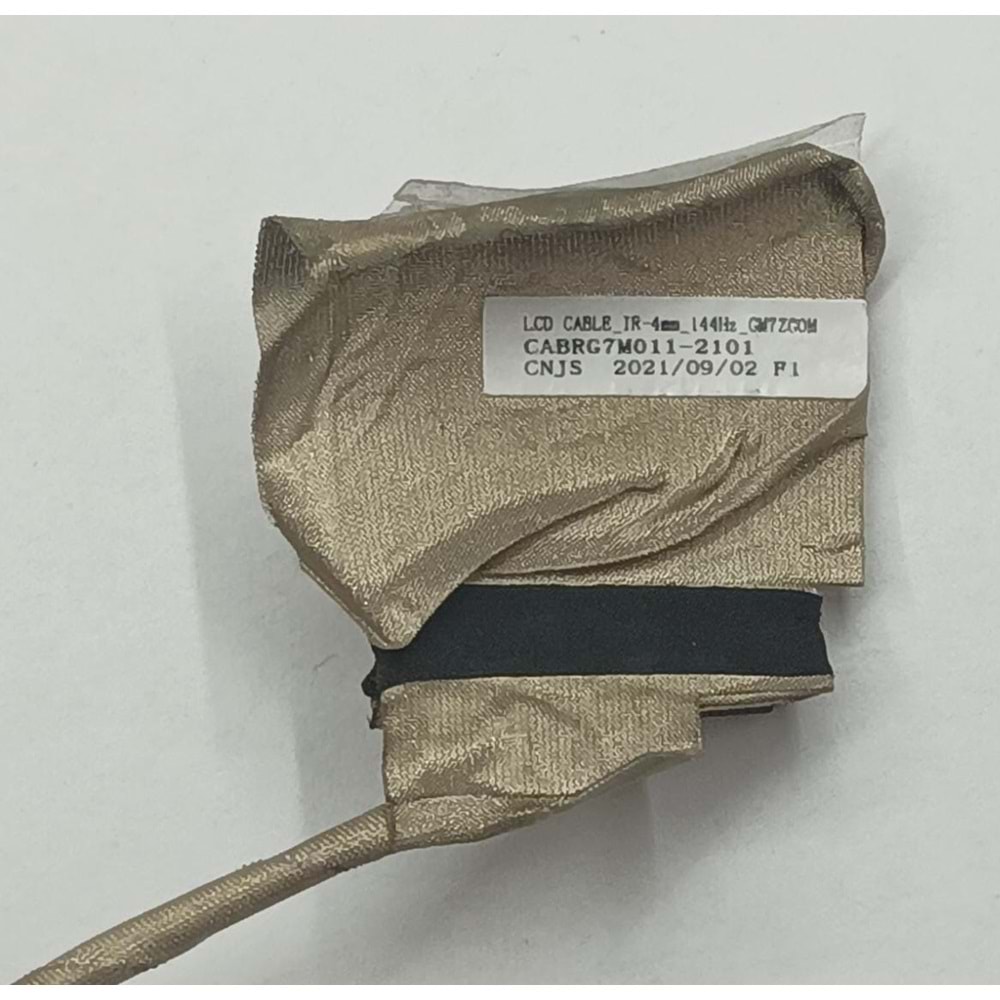 LCD CABLE_IR-4mm_144Hz_GM7ZGOM
CABRG7M011-2101
CNJS 2021/09/02 F1